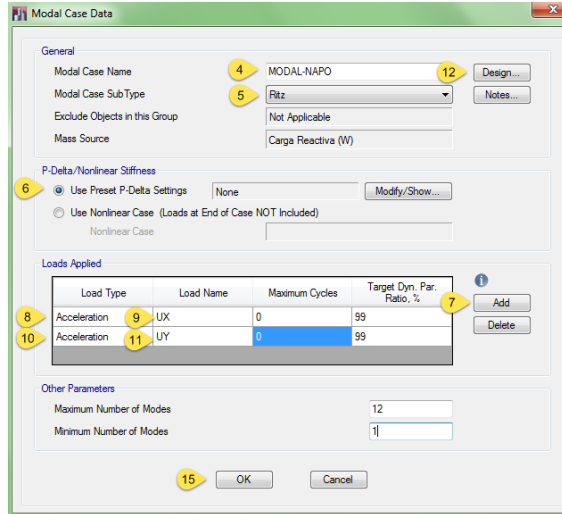 Modal Case Data
General
Modal Case Name 4 MODAL-NAPO 12 Design...
Modal Case SubType 5 Ritz Notes...
Exclude Objects in this Group Not Applicable
Mass Source Carga Reactiva (W)
P-Delta/Nonlinear Stiffness
6 Use Preset P-Delta Settings None Modify/Show...
Use Nonlinear Case (Loads at End of Case NOT Included)
Nonlinear Case
Loads Applied
Load Type Load Name Maximum Cycles Target Dyn. Par. Ratio, %
7 Add
8 Acceleration 9 UX 0 99
Delete
10 Acceleration 11 UY 0 99
Other Parameters
Maximum Number of Modes 12
Minimum Number of Modes 1
15 OK Cancel